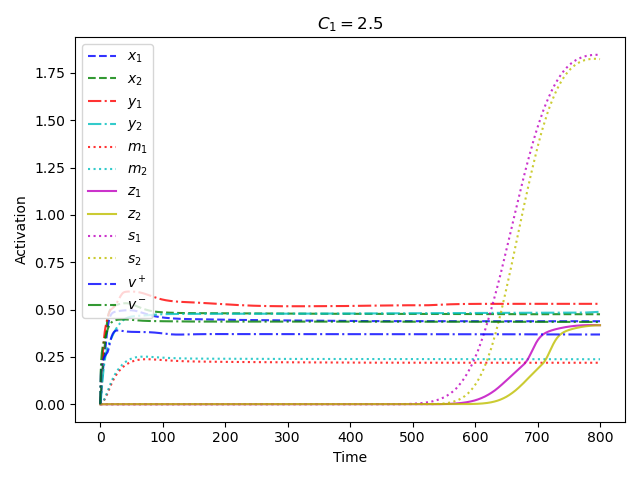 C₁ = 2.5
Activation
1.75
1.50
1.25
1.00
0.75
0.50
0.25
0.00
x₁
x₂
y₁
y₂
m₁
m₂
z₁
z₂
s₁
s₂
v⁺
v⁻
0 100 200 300 400 500 600 700 800
Time